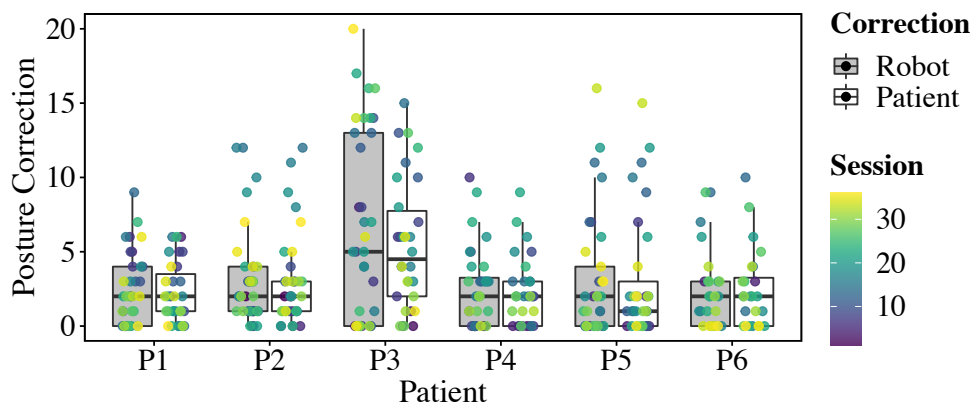 Posture Correction
20
15
10
5
0
P1 P2 P3 P4 P5 P6
Patient
Correction
Robot
Patient
Session
30
20
10